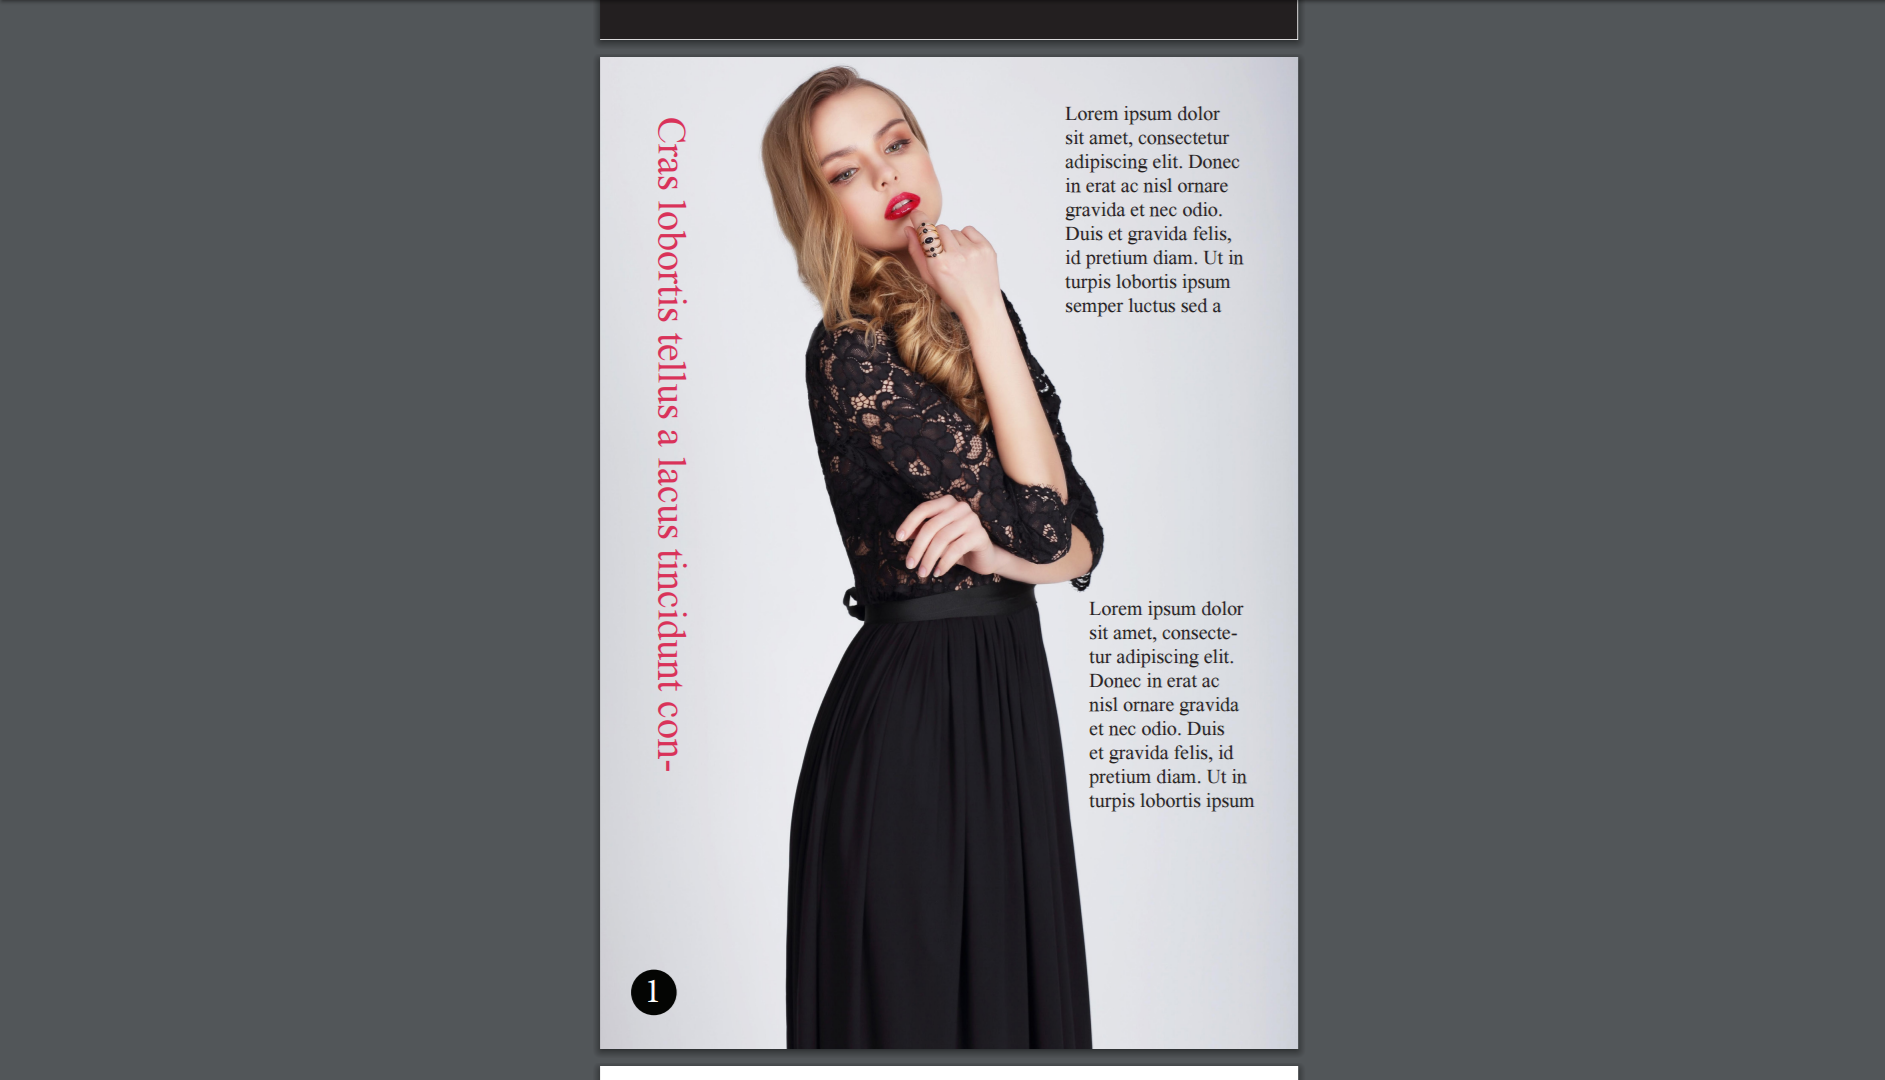 Cras lobortis tellus a lacus tincidunt con-
Lorem ipsum dolor
sit amet, consectetur
adipiscing elit. Donec
in erat ac nisl ornare
gravida et nec odio.
Duis et gravida felis,
id pretium diam. Ut in
turpis lobortis ipsum
semper luctus sed a
Lorem ipsum dolor
sit amet, consecte-
tur adipiscing elit.
Donec in erat ac
nisl ornare gravida
et nec odio. Duis
et gravida felis, id
pretium diam. Ut in
turpis lobortis ipsum
1